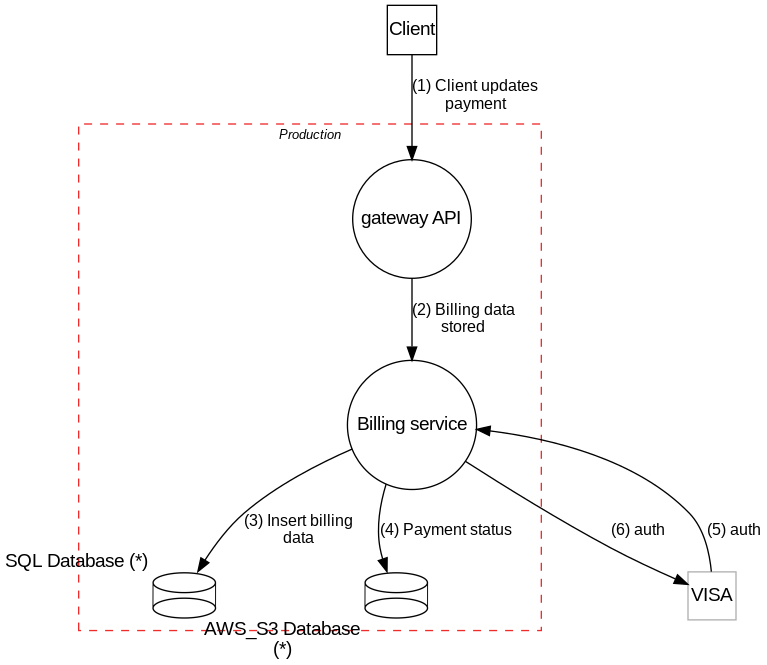 Client
(1) Client updates
payment
Production
gateway API
(2) Billing data
stored
Billing service
(3) Insert billing
data
(4) Payment status
(6) auth
(5) auth
SQL Database (*)
VISA
AWS_S3 Database
(*)